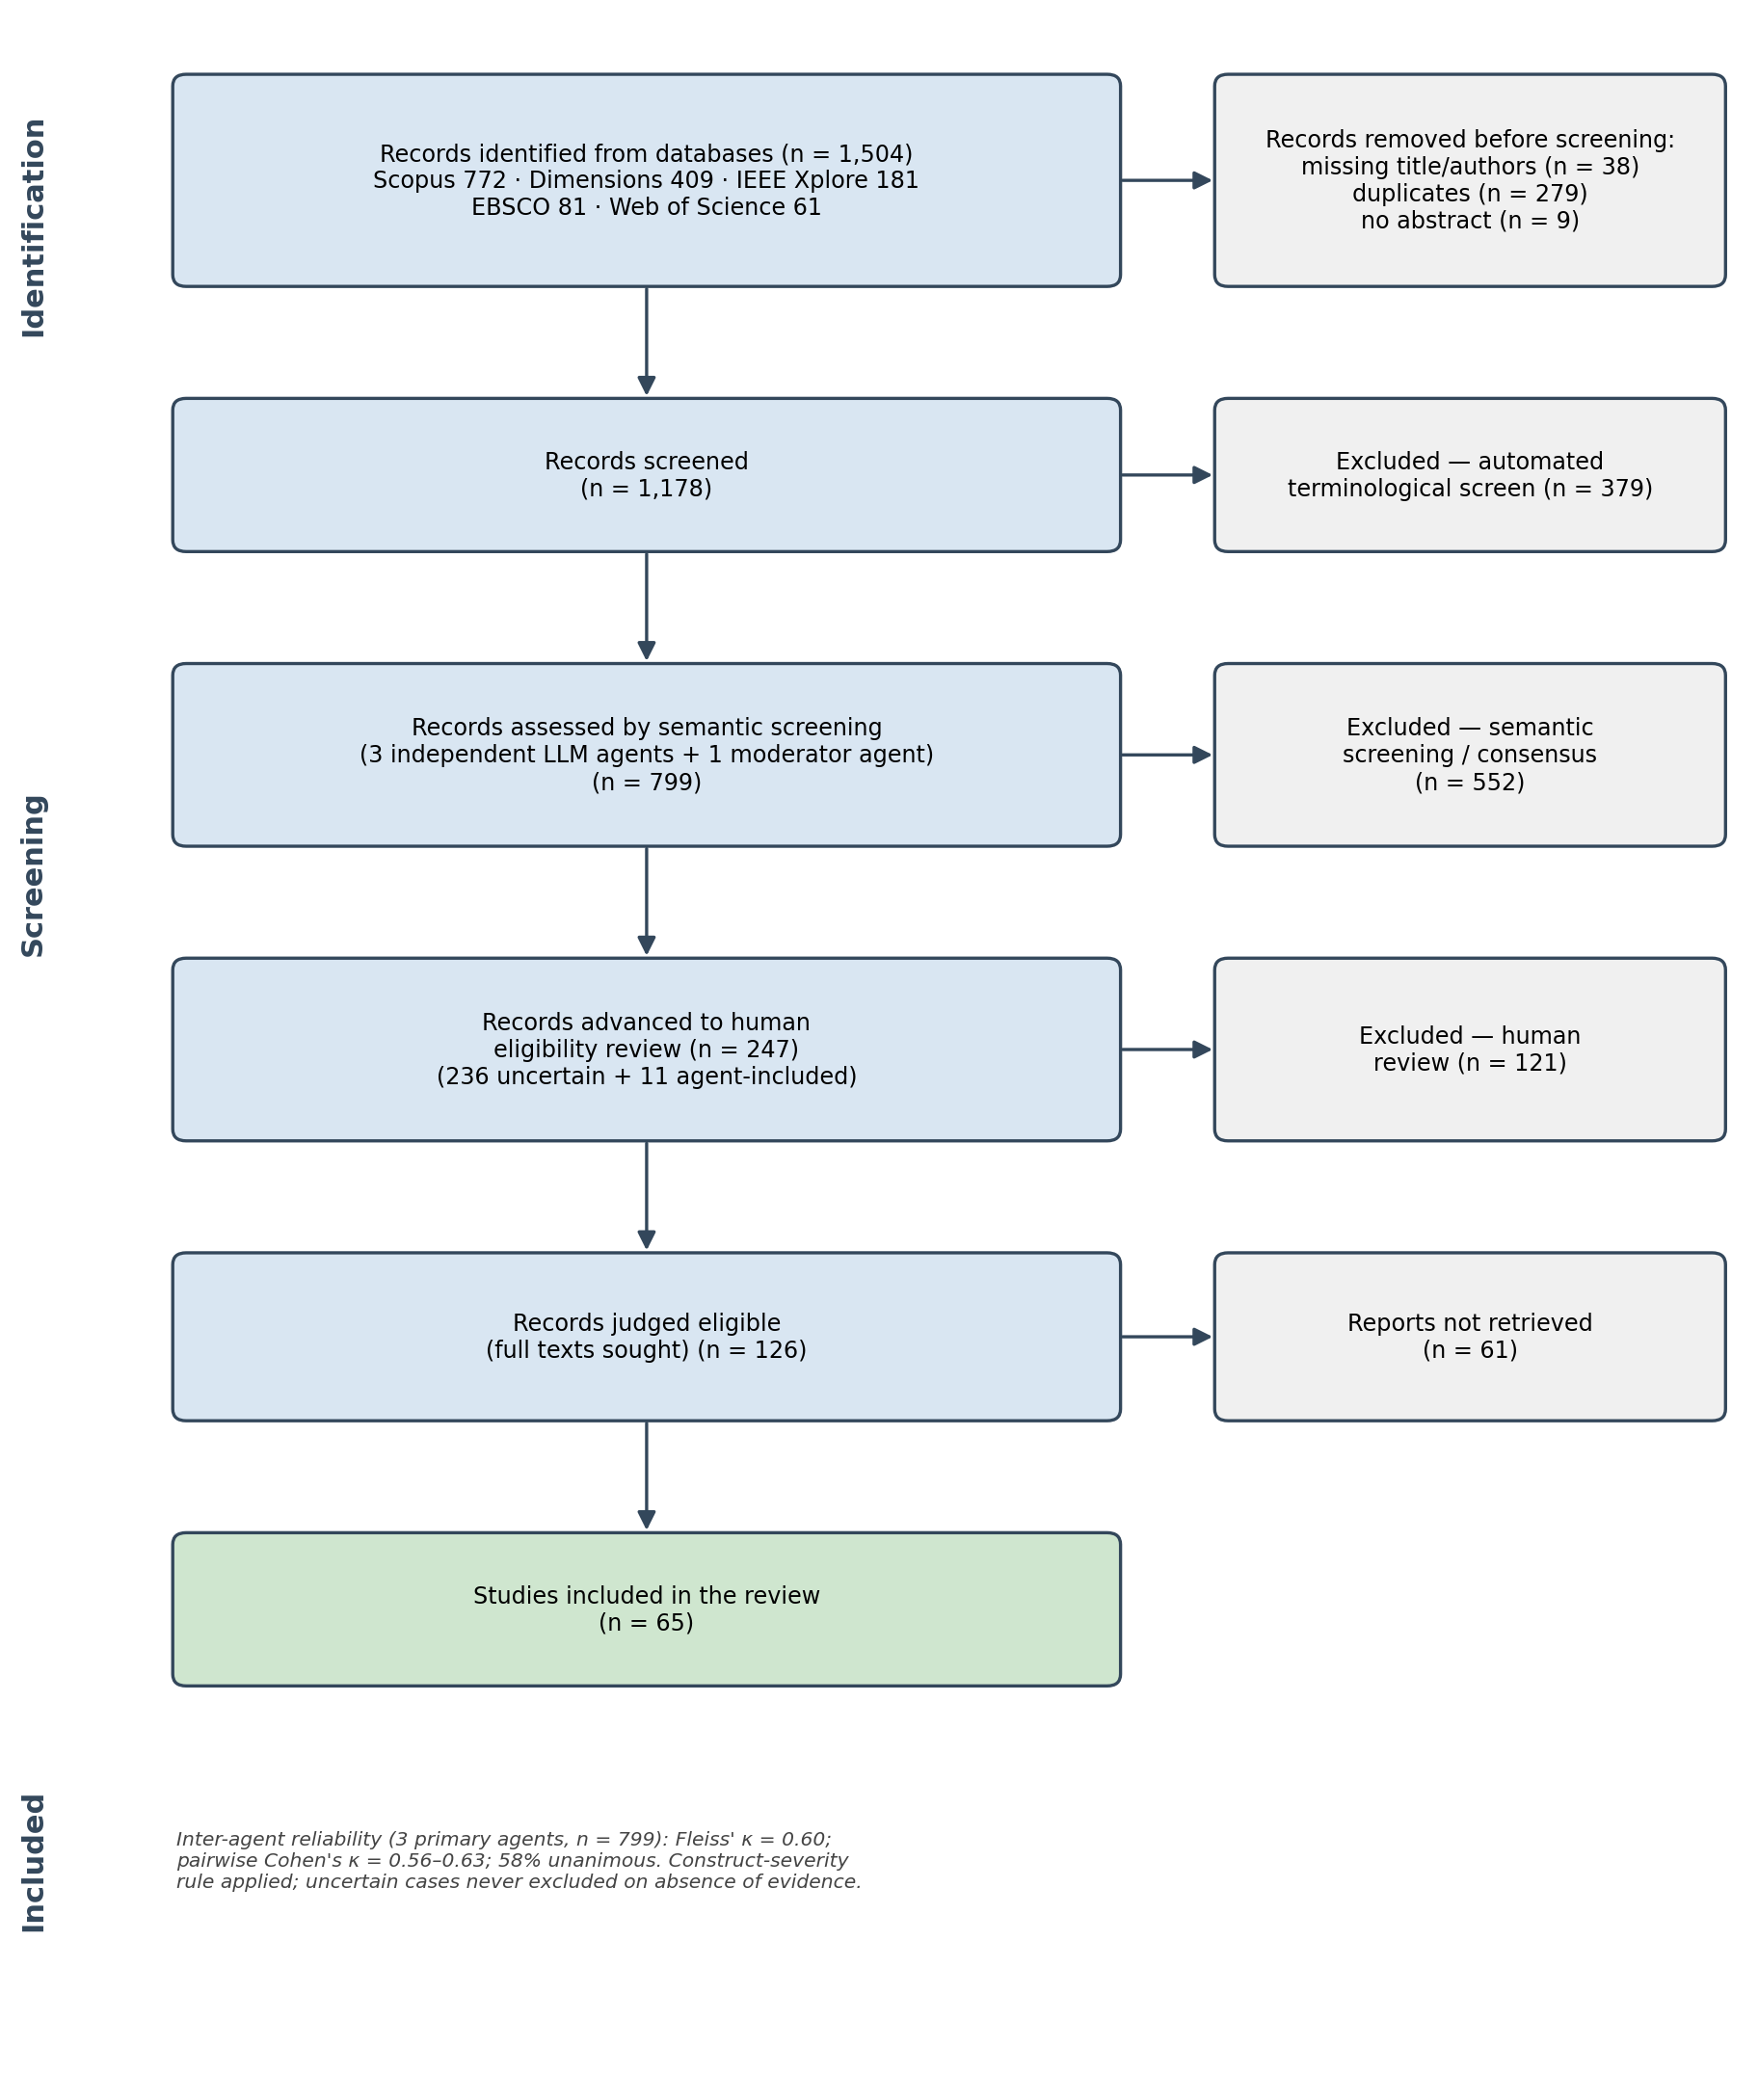 Identification
Records identified from databases (n = 1,504)
Scopus 772 · Dimensions 409 · IEEE Xplore 181
EBSCO 81 · Web of Science 61
Records removed before screening:
missing title/authors (n = 38)
duplicates (n = 279)
no abstract (n = 9)
Records screened
(n = 1,178)
Excluded — automated
terminological screen (n = 379)
Screening
Records assessed by semantic screening
(3 independent LLM agents + 1 moderator agent)
(n = 799)
Excluded — semantic
screening / consensus
(n = 552)
Records advanced to human
eligibility review (n = 247)
(236 uncertain + 11 agent-included)
Excluded — human
review (n = 121)
Records judged eligible
(full texts sought) (n = 126)
Reports not retrieved
(n = 61)
Studies included in the review
(n = 65)
Included
Inter-agent reliability (3 primary agents, n = 799): Fleiss' κ = 0.60;
pairwise Cohen's κ = 0.56–0.63; 58% unanimous. Construct-severity
rule applied; uncertain cases never excluded on absence of evidence.